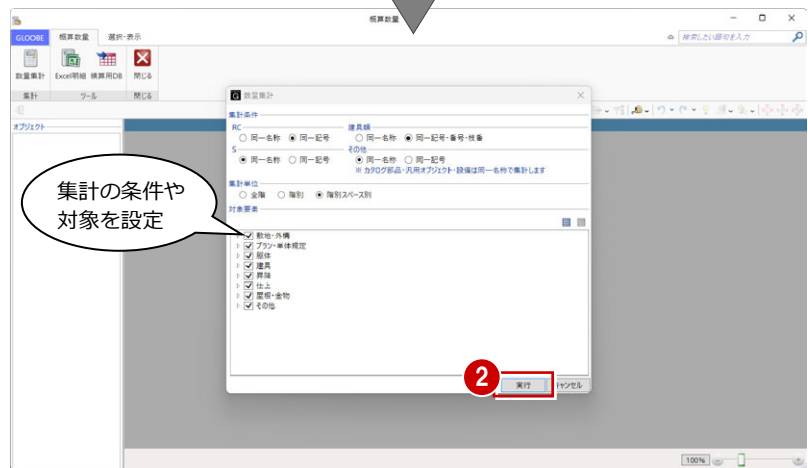 概算数量
GLOOBE 概算数量 選択・表示
検索したい語句を入力
数量集計 Excel明細 積算用DB 閉じる
集計 ツール 閉じる
オブジェクト
数量集計
集計条件
RC 建具類
同一名称 同一記号 同一名称 同一記号・番号・枝番
S その他
同一名称 同一記号 同一名称 同一記号
※ カタログ部品・汎用オブジェクト・設備は同一名称で集計します
集計単位
全階 階別 階別スペース別
対象要素
敷地・外構
プラン・単体規定
躯体
建具
昇降
仕上
屋根・金物
その他
集計の条件や
対象を設定
2
実行 キャンセル
100%